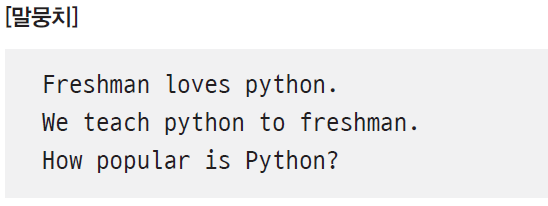 [말뭉치]
Freshman loves python.
We teach python to freshman.
How popular is Python?